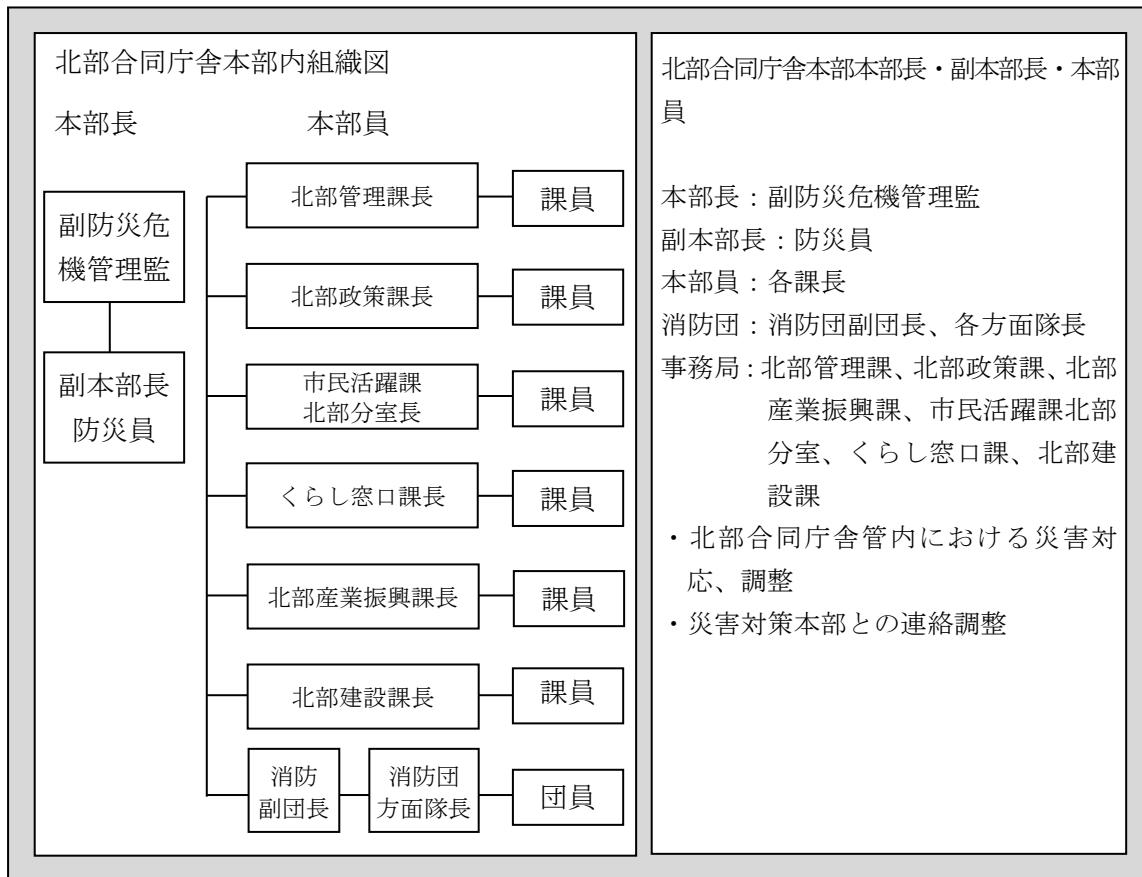 北部合同庁舎本部内組織図
本部長
本部員
副防災危
機管理監
副本部長
防災員
北部管理課長
課員
北部政策課長
課員
市民活躍課
北部分室長
課員
くらし窓口課長
課員
北部産業振興課長
課員
北部建設課長
課員
消防
副団長
消防団
方面隊長
団員
北部合同庁舎本部本部長・副本部長・本部
員
本部長:副防災危機管理監
副本部長:防災員
本部員:各課長
消防団:消防団副団長、各方面隊長
事務局:北部管理課、北部政策課、北部
産業振興課、市民活躍課北部
分室、くらし窓口課、北部建
設課
・北部合同庁舎管内における災害対
応、調整
・災害対策本部との連絡調整